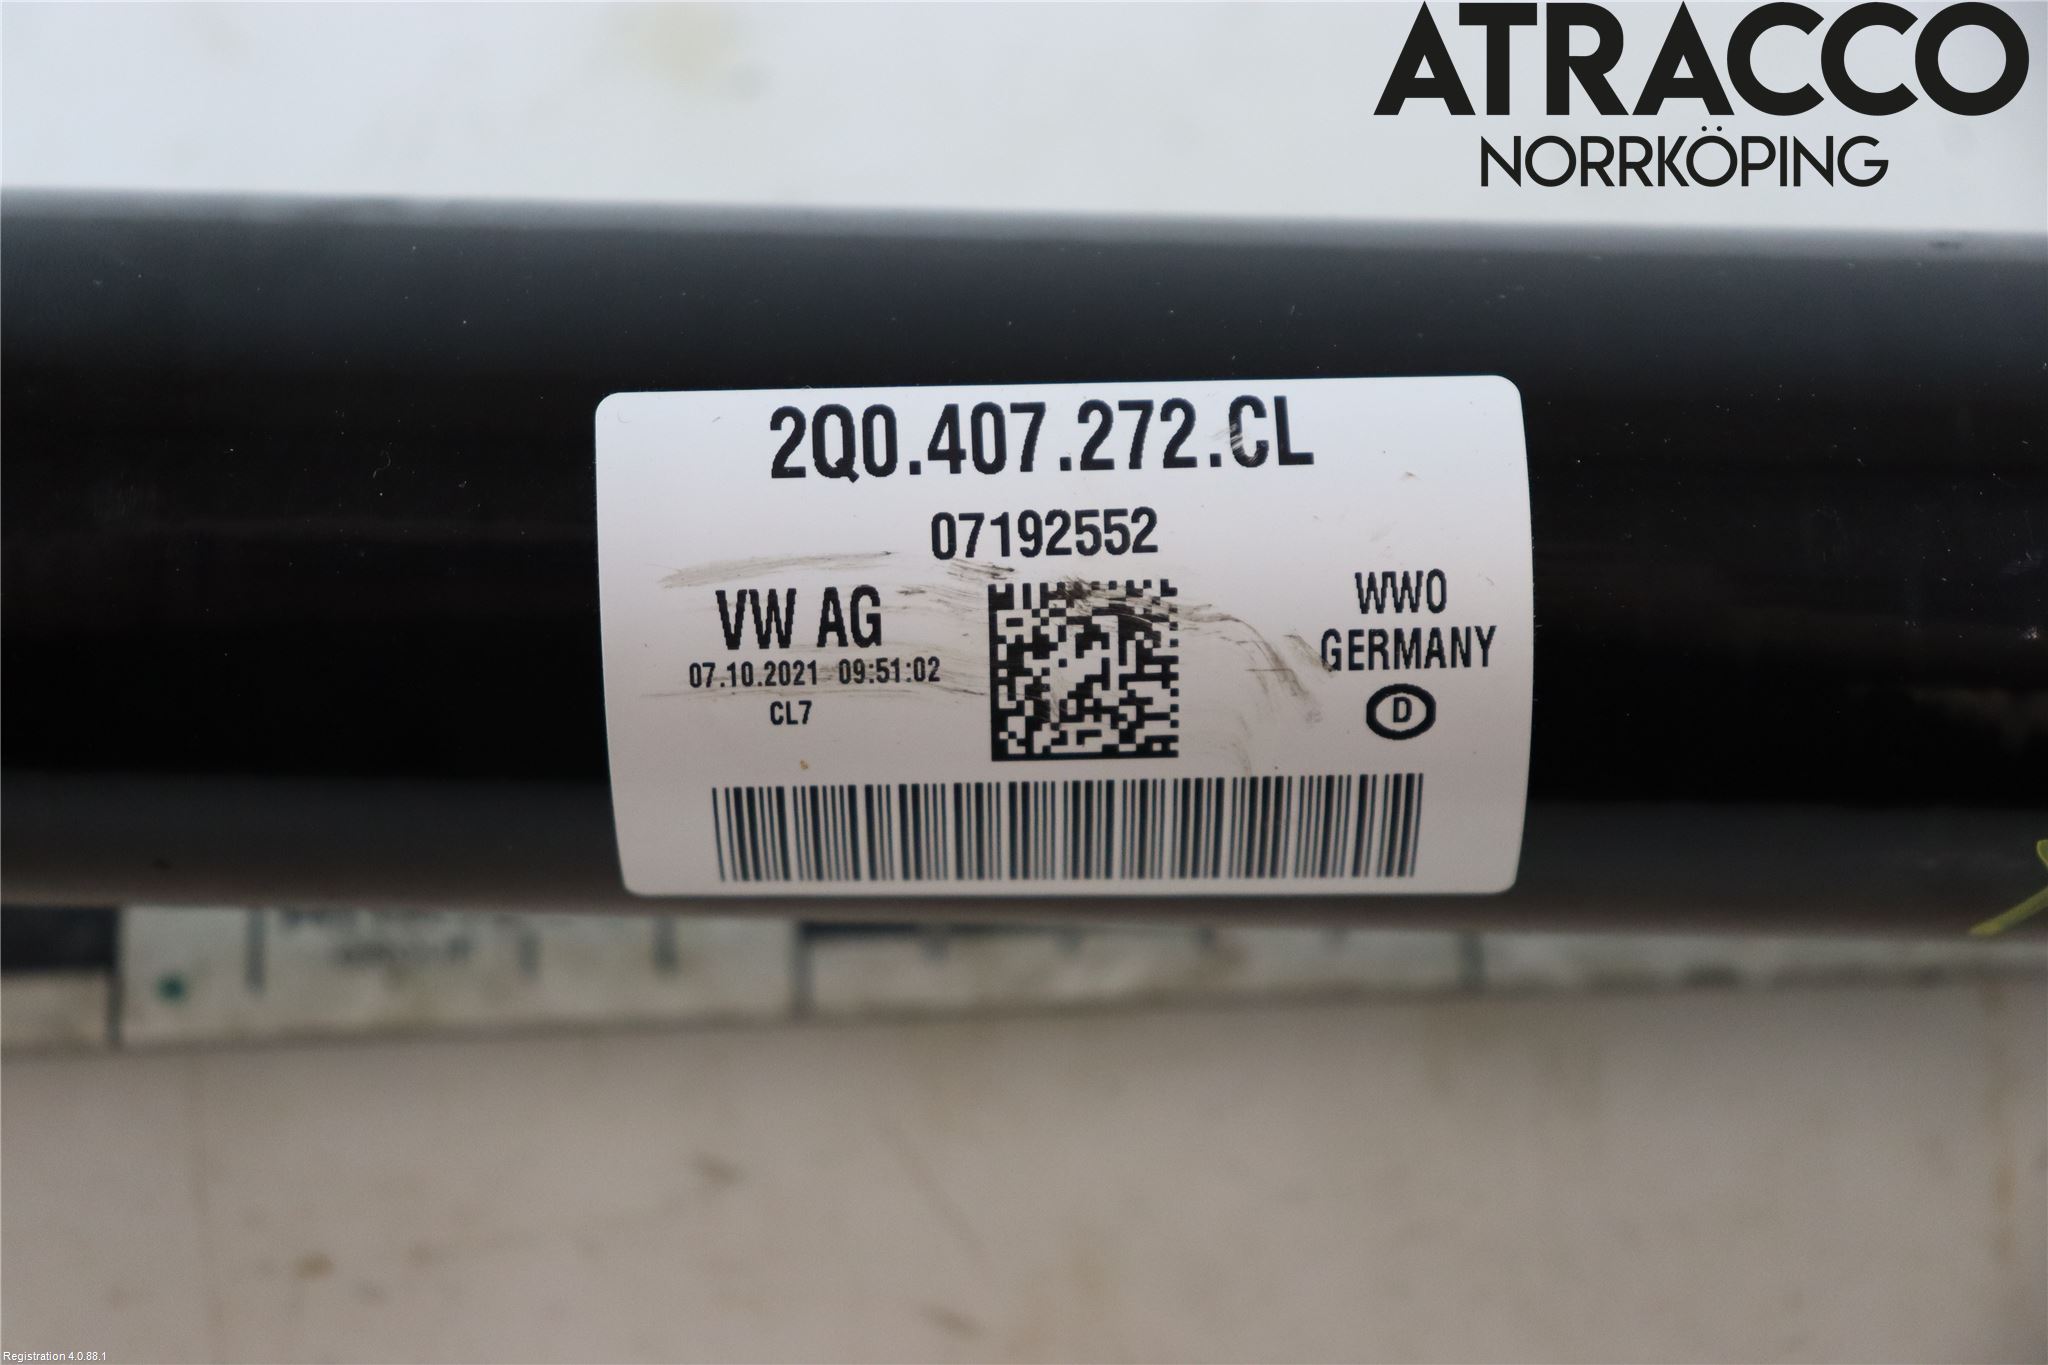 ATRACCO
NORRKÖPING
2Q0.407.272.CL
07192552
VW AG
07.10.2021 09:51:02
CL7
WWO
GERMANY
D
Registration 4.0.88.1